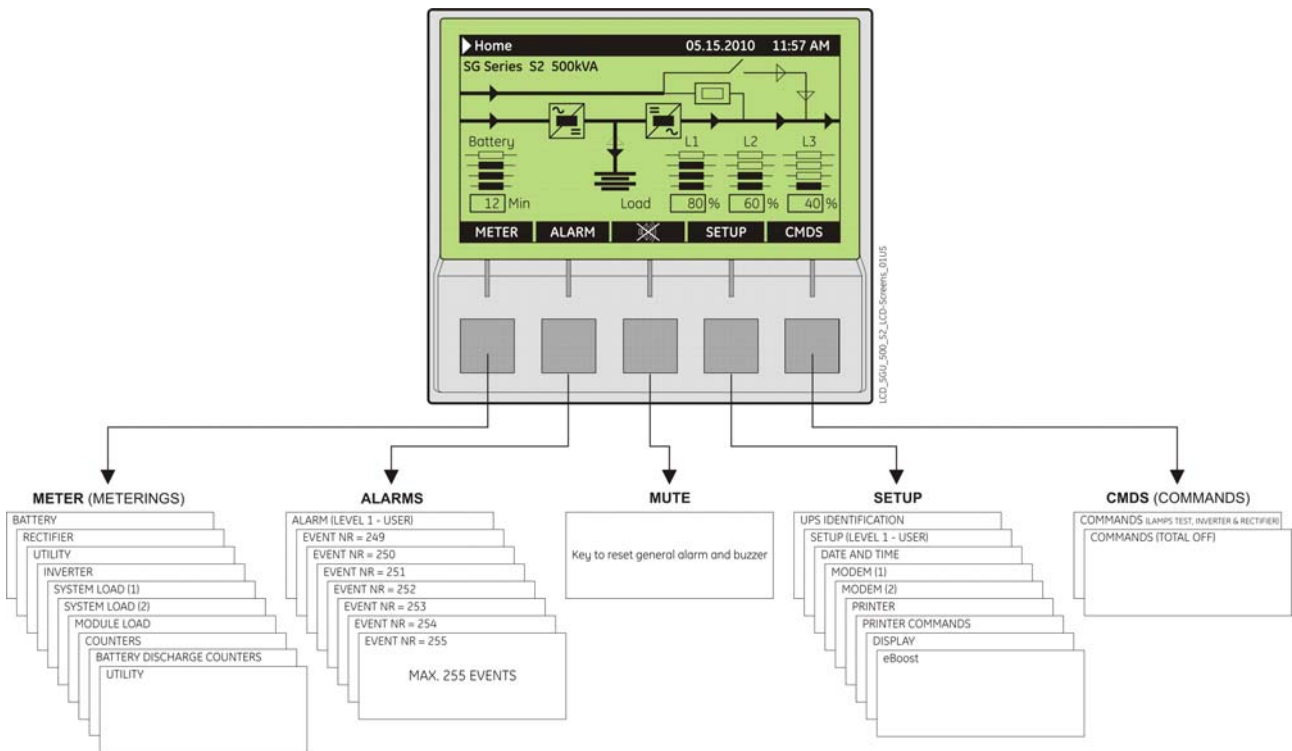 Home 05.15.2010 11:57 AM
SG Series S2 500kVA
Battery L1 L2 L3
12 Min Load 80 % 60 % 40 %
METER ALARM SETUP CMDS
LCD_SGU_500_S2_LCD-Screens_01US
METER (METERINGS)
BATTERY
RECTIFIER
UTILITY
INVERTER
SYSTEM LOAD (1)
SYSTEM LOAD (2)
MODULE LOAD
COUNTERS
BATTERY DISCHARGE COUNTERS
UTILITY
ALARMS
ALARM (LEVEL 1 - USER)
EVENT NR = 249
EVENT NR = 250
EVENT NR = 251
EVENT NR = 252
EVENT NR = 253
EVENT NR = 254
EVENT NR = 255
MAX. 255 EVENTS
MUTE
Key to reset general alarm and buzzer
SETUP
UPS IDENTIFICATION
SETUP (LEVEL 1 - USER)
DATE AND TIME
MODEM (1)
MODEM (2)
PRINTER
PRINTER COMMANDS
DISPLAY
eBoost
CMDS (COMMANDS)
COMMANDS (LAMPS TEST, INVERTER & RECTIFIER)
COMMANDS (TOTAL OFF)